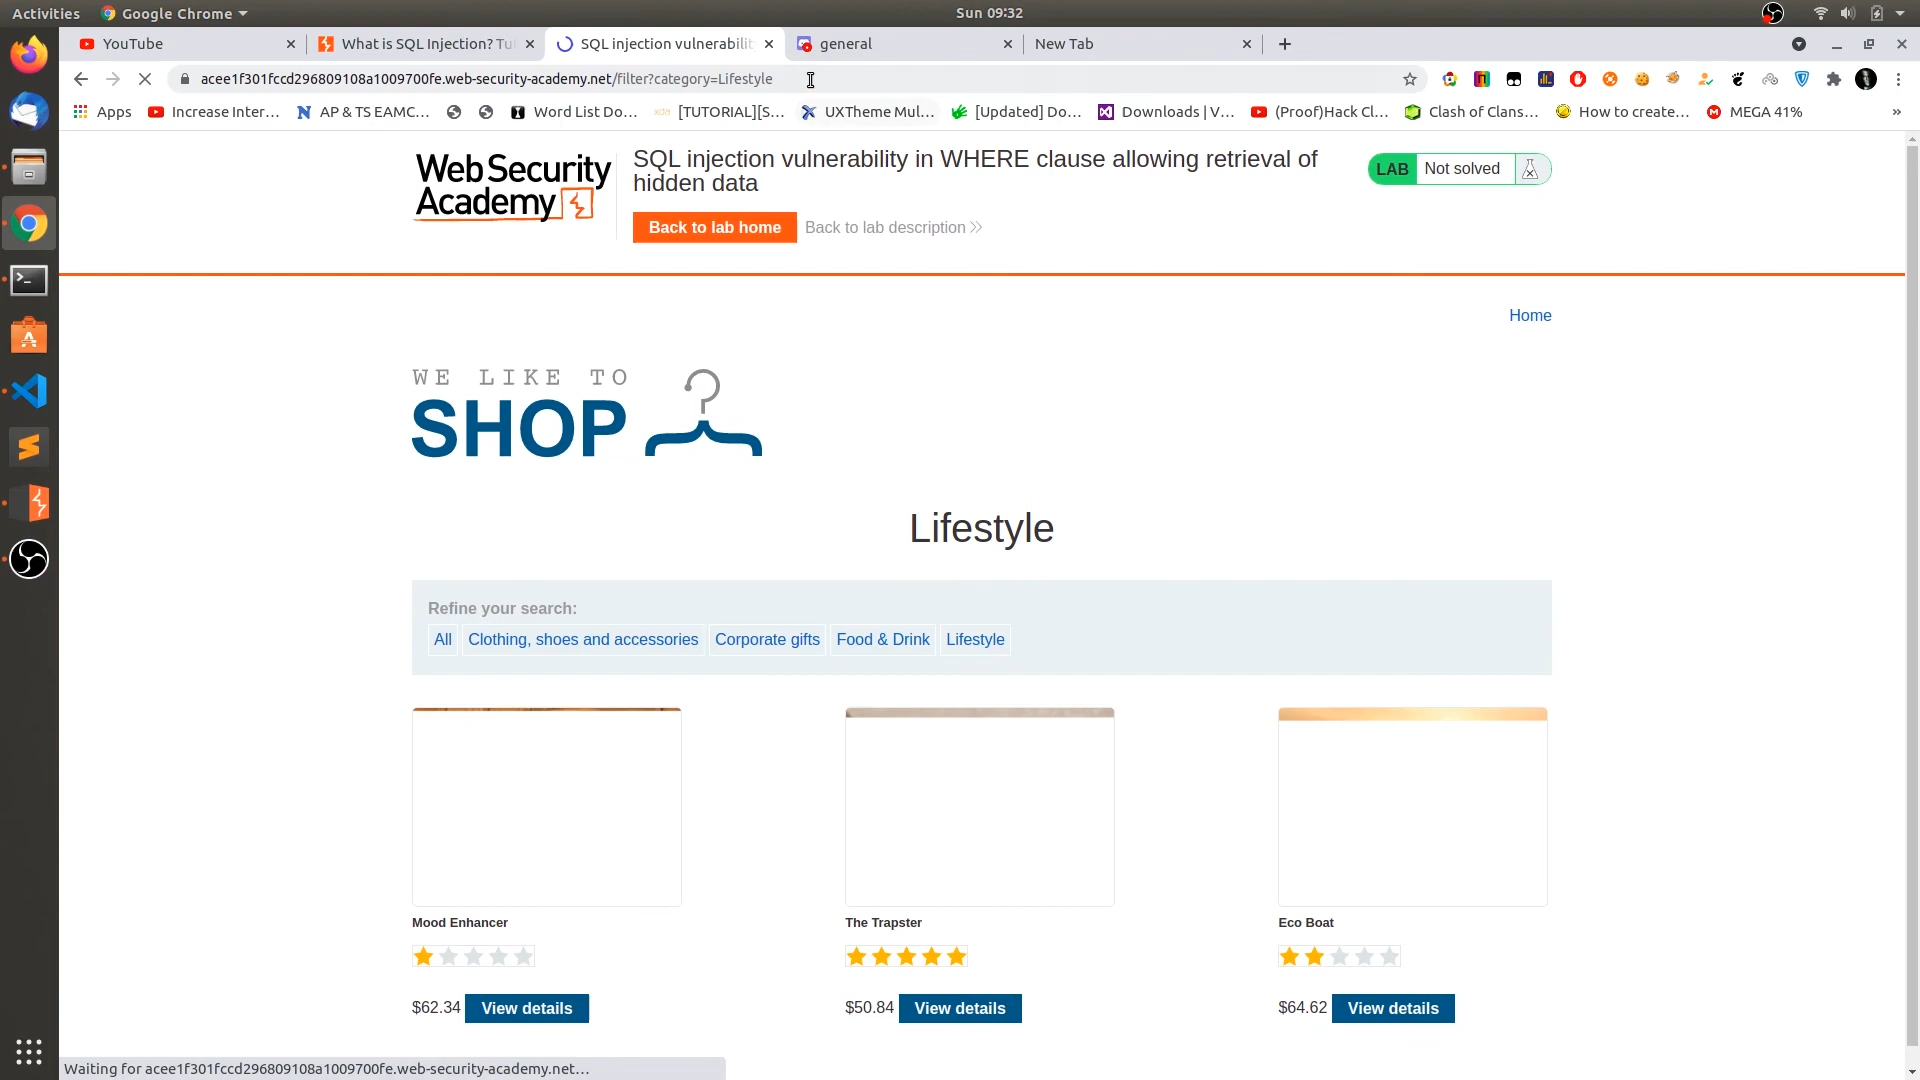 Activities
Google Chrome
Sun 09:32
YouTube
What is SQL Injection? Tu
SQL injection vulnerabilit
general
New Tab
acee1f301fccd296809108a1009700fe.web-security-academy.net/filter?category=Lifestyle
Apps
Increase Inter...
AP & TS EAMC...
Word List Do...
[TUTORIAL][S...
UXTheme Mul...
[Updated] Do...
Downloads | V...
(Proof)Hack Cl...
Clash of Clans...
How to create...
MEGA 41%
»
Web Security
Academy
SQL injection vulnerability in WHERE clause allowing retrieval of
hidden data
LAB Not solved
Back to lab home
Back to lab description
Home
WE LIKE TO
SHOP
Lifestyle
Refine your search:
All
Clothing, shoes and accessories
Corporate gifts
Food & Drink
Lifestyle
Mood Enhancer
The Trapster
Eco Boat
$62.34 View details
$50.84 View details
$64.62 View details
Waiting for acee1f301fccd296809108a1009700fe.web-security-academy.net...